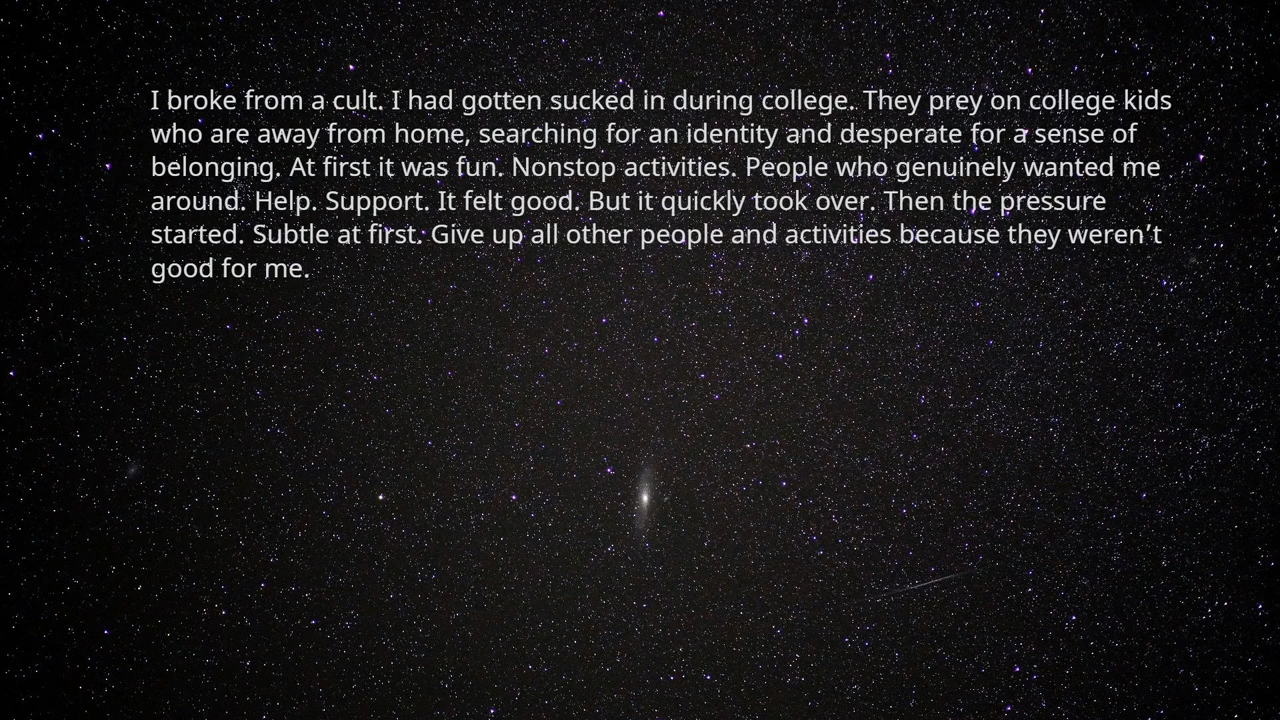 I broke from a cult. I had gotten sucked in during college. They prey on college kids
who are away from home, searching for an identity and desperate for a sense of
belonging. At first it was fun. Nonstop activities. People who genuinely wanted me
around. Help. Support. It felt good. But it quickly took over. Then the pressure
started. Subtle at first. Give up all other people and activities because they weren’t
good for me.